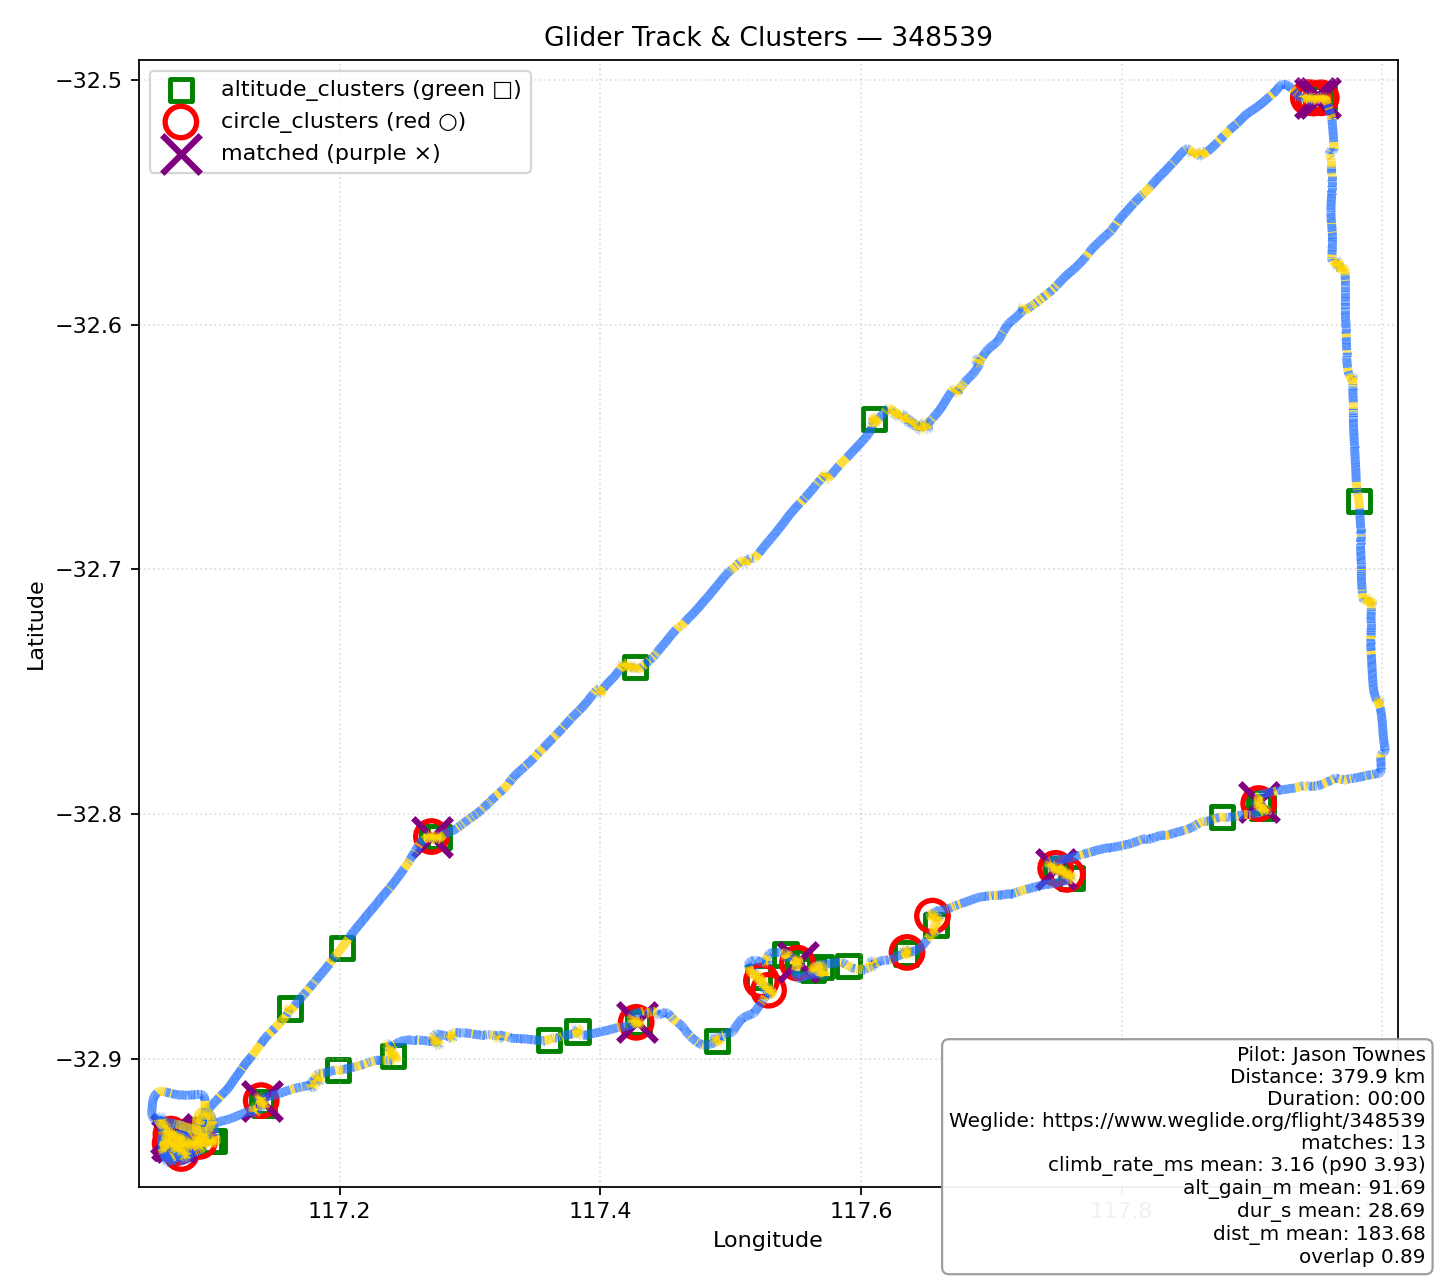 Glider Track & Clusters — 348539
altitude_clusters (green □)
circle_clusters (red ○)
matched (purple ×)
−32.5
−32.6
−32.7
−32.8
−32.9
Latitude
117.2
117.4
117.6
117.8
Longitude
Pilot: Jason Townes
Distance: 379.9 km
Duration: 00:00
Weglide: https://www.weglide.org/flight/348539
matches: 13
climb_rate_ms mean: 3.16 (p90 3.93)
alt_gain_m mean: 91.69
dur_s mean: 28.69
dist_m mean: 183.68
overlap 0.89